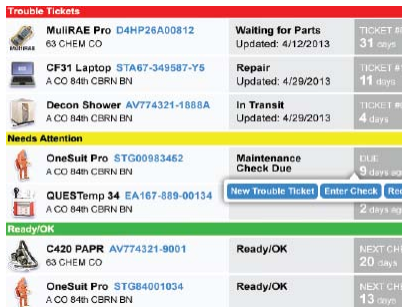 Trouble Tickets
MuliRAE Pro D4HP26A00812
63 CHEM CO
Waiting for Parts
Updated: 4/12/2013
TICKET #
31 days
CF31 Laptop STA67-349587-Y5
A CO 84th CBRN BN
Repair
Updated: 4/29/2013
TICKET #
11 days
Decon Shower AV774321-1888A
A CO 84th CBRN BN
In Transit
Updated: 4/29/2013
TICKET #
4 days
Needs Attention
OneSuit Pro STG00983452
A CO 84th CBRN BN
Maintenance
Check Due
DUE
9 days ag
New Trouble Ticket Enter Check Rec
QUESTemp 34 EA167-889-00134
A CO 84th CBRN BN
2 days ag
Ready/OK
C420 PAPR AV774321-9001
63 CHEM CO
Ready/OK
NEXT CH
20 days
OneSuit Pro STG84001034
A CO 84th CBRN BN
Ready/OK
NEXT CH
13 days